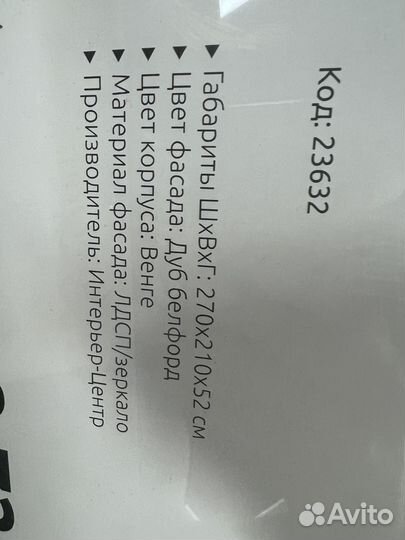 Код: 23632
▸ Габариты ШхВхГ: 270х210х52 см
▸ Цвет фасада: Дуб белфорд
▸ Цвет корпуса: Венге
▸ Материал фасада: ЛДСП/зеркало
▸ Производитель: Интерьер-Центр
Avito